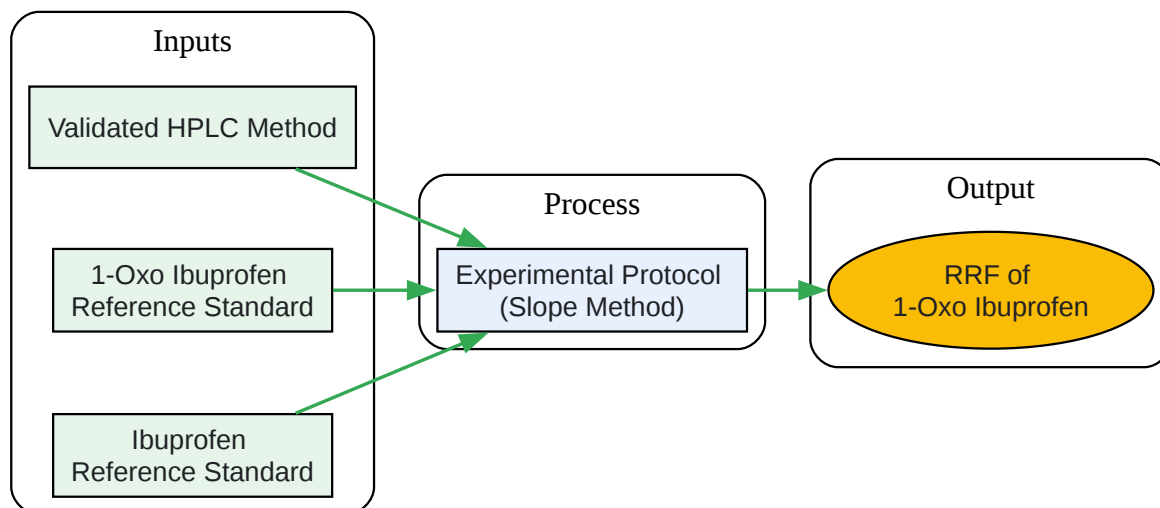 Inputs
Validated HPLC Method
1-Oxo Ibuprofen
Reference Standard
Ibuprofen
Reference Standard
Process
Experimental Protocol
(Slope Method)
Output
RRF of
1-Oxo Ibuprofen